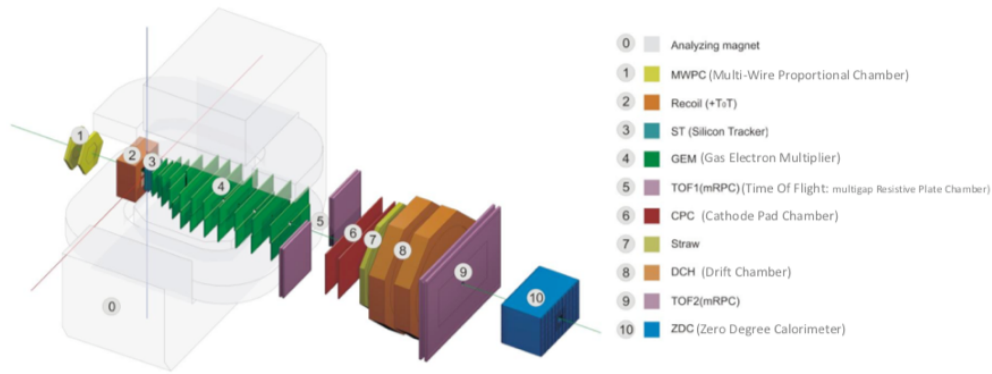 0 Analyzing magnet
1 MWPC (Multi-Wire Proportional Chamber)
2 Recoil (+T₀T)
3 ST (Silicon Tracker)
4 GEM (Gas Electron Multiplier)
5 TOF1(mRPC) (Time Of Flight: multigap Resistive Plate Chamber)
6 CPC (Cathode Pad Chamber)
7 Straw
8 DCH (Drift Chamber)
9 TOF2(mRPC)
10 ZDC (Zero Degree Calorimeter)
1
2
3
4
5
6
7
8
9
10
0